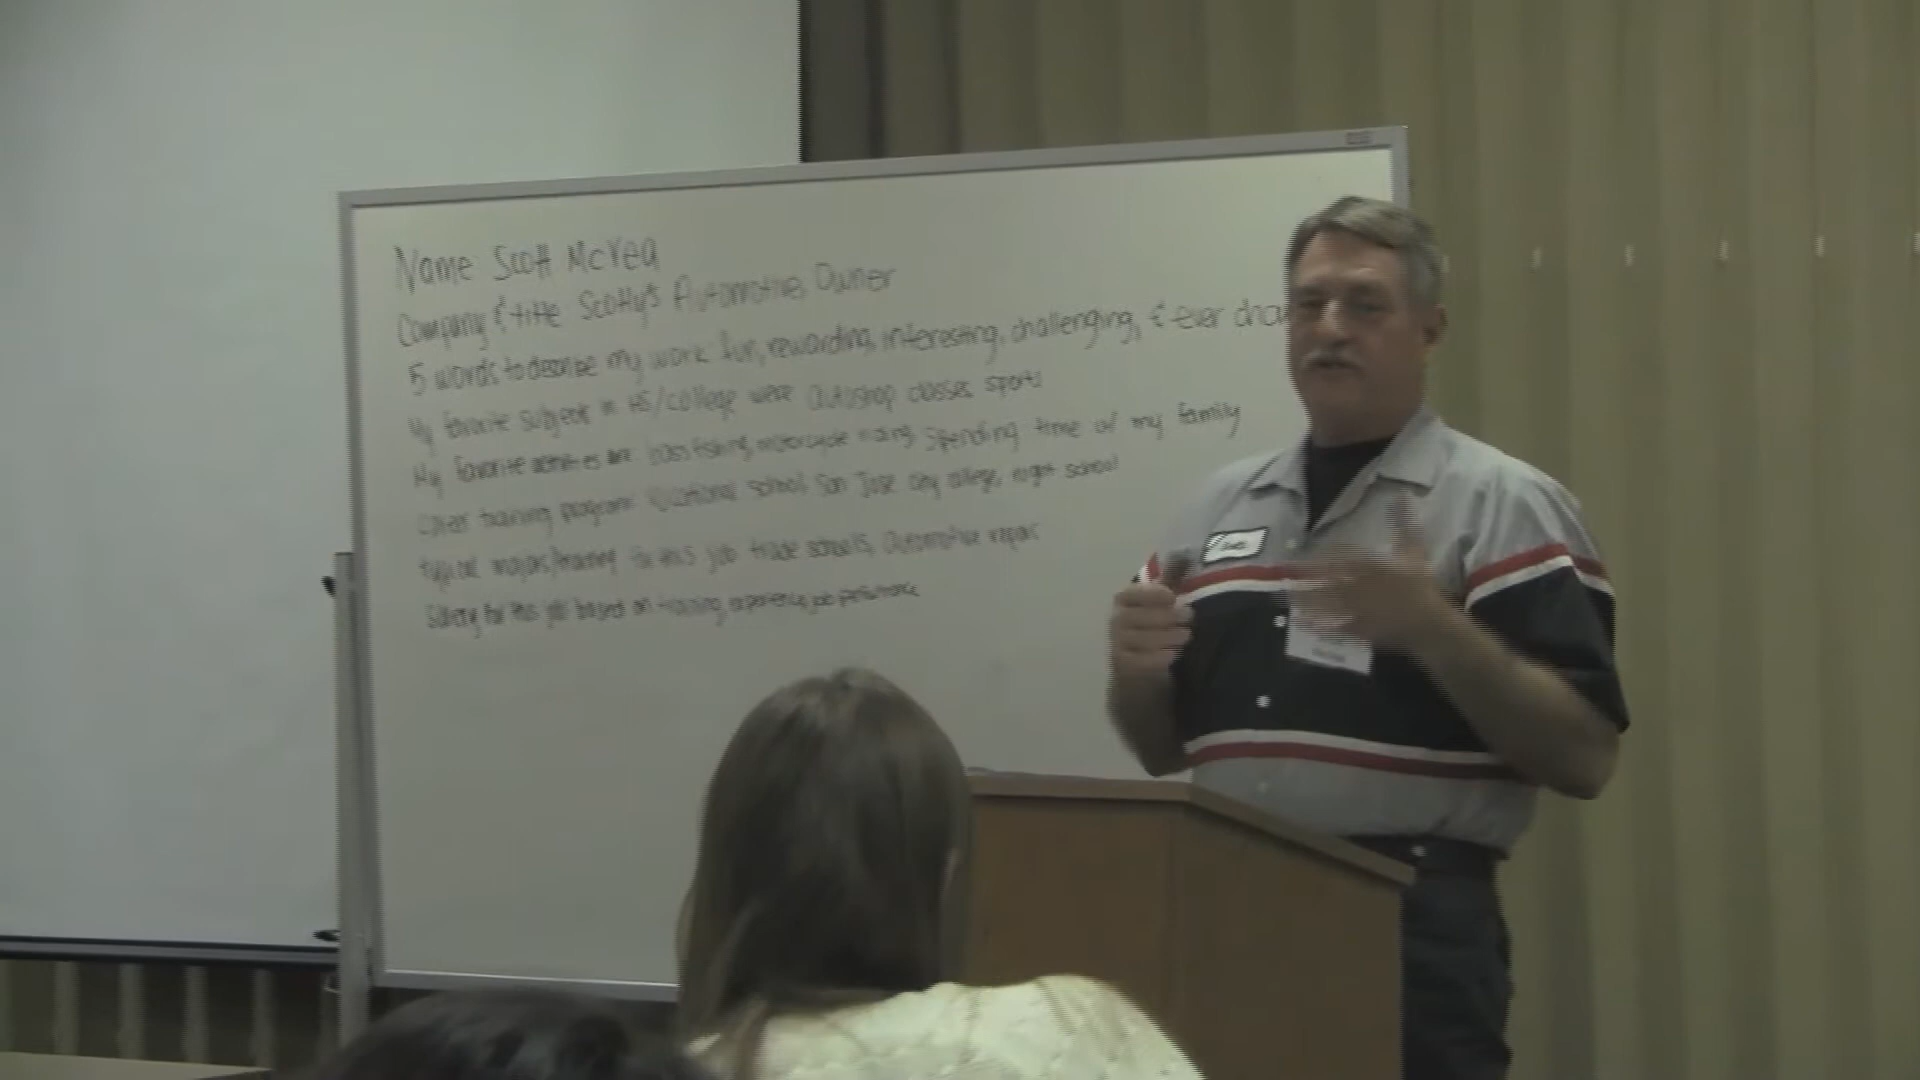 Name Scott McVea
Company & title Scotty's Automotive Owner
5 words to describe my work fun, rewarding, interesting, challenging, & ever
My favorite subject in HS/college were autoshop classes, sports
My favorite activities are bass fishing, motorcycle riding, spending time w/ my family
career training program: vocational school, San Jose city college, night school
typical majors/training for this job trade schools, automotive repair
Salary for this job based on training, experience, job performance